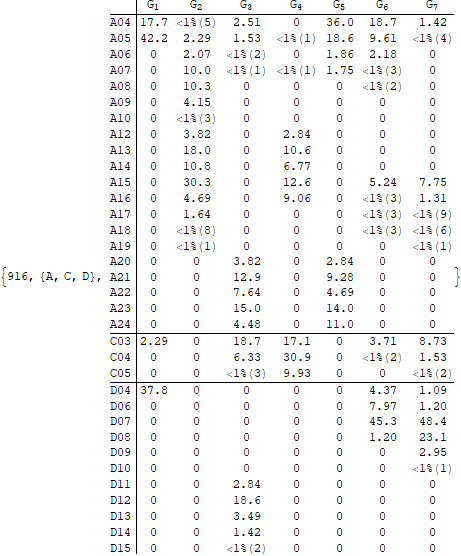 G1 G2 G3 G4 G5 G6 G7
A04 17.7 <1%(5) 2.51 0 36.0 18.7 1.42
A05 42.2 2.29 1.53 <1%(1) 18.6 9.61 <1%(4)
A06 0 2.07 <1%(2) 0 1.86 2.18 0
A07 0 10.0 <1%(1) <1%(1) 1.75 <1%(3) 0
A08 0 10.3 0 0 0 <1%(2) 0
A09 0 4.15 0 0 0 0 0
A10 0 <1%(3) 0 0 0 0 0
A12 0 3.82 0 2.84 0 0 0
A13 0 18.0 0 10.6 0 0 0
A14 0 10.8 0 6.77 0 0 0
A15 0 30.3 0 12.6 0 5.24 7.75
A16 0 4.69 0 9.06 0 <1%(3) 1.31
A17 0 1.64 0 0 0 <1%(3) <1%(9)
A18 0 <1%(8) 0 0 0 <1%(3) <1%(6)
A19 0 <1%(1) 0 0 0 0 <1%(1)
A20 0 0 3.82 0 2.84 0 0
{916, {A, C, D}, A21 0 0 12.9 0 9.28 0 0 }
A22 0 0 7.64 0 4.69 0 0
A23 0 0 15.0 0 14.0 0 0
A24 0 0 4.48 0 11.0 0 0
C03 2.29 0 18.7 17.1 0 3.71 8.73
C04 0 0 6.33 30.9 0 <1%(2) 1.53
C05 0 0 <1%(3) 9.93 0 0 <1%(2)
D04 37.8 0 0 0 0 4.37 1.09
D06 0 0 0 0 0 7.97 1.20
D07 0 0 0 0 0 45.3 48.4
D08 0 0 0 0 0 1.20 23.1
D09 0 0 0 0 0 0 2.95
D10 0 0 0 0 0 0 <1%(1)
D11 0 0 2.84 0 0 0 0
D12 0 0 18.6 0 0 0 0
D13 0 0 3.49 0 0 0 0
D14 0 0 1.42 0 0 0 0
D15 0 0 <1%(2) 0 0 0 0